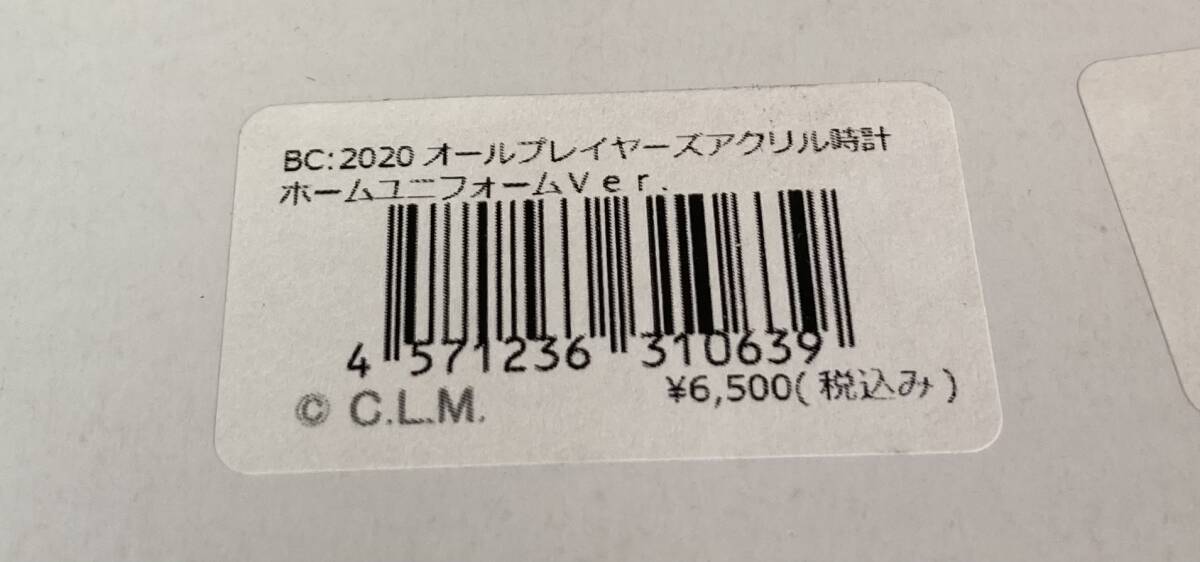 BC:2020 オールプレイヤーズアクリル時計
ホームユニフォームVer.
4 571236 310639
¥6,500(税込み)
© C.L.M.